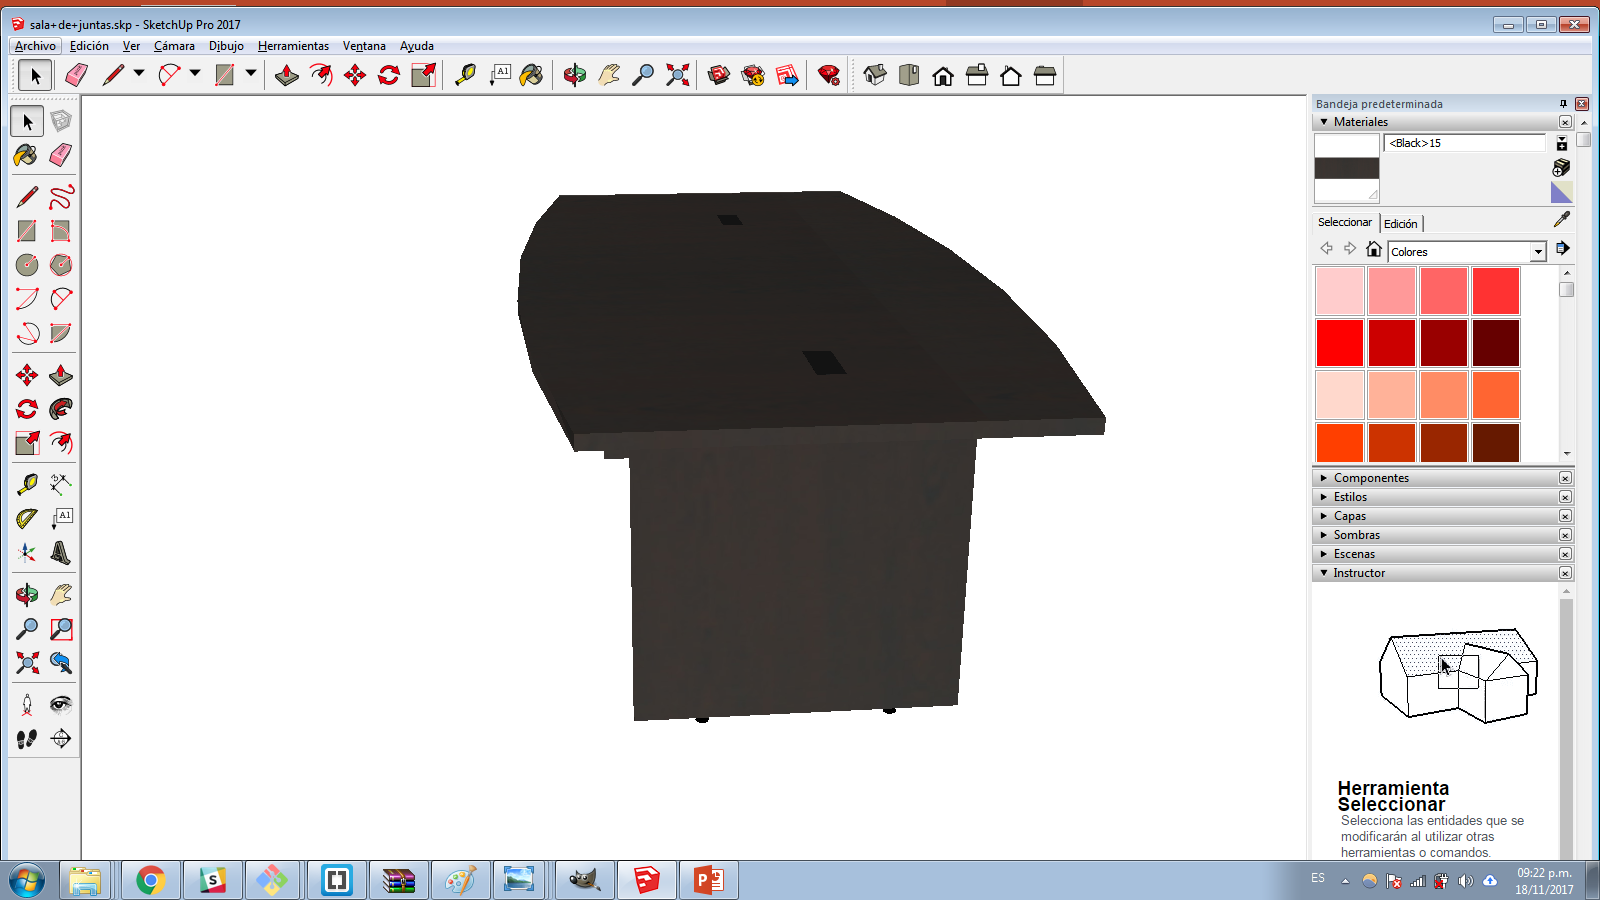 sala+de+juntas.skp - SketchUp Pro 2017
Archivo Edición Ver Cámara Dibujo Herramientas Ventana Ayuda
A1
Bandeja predeterminada
Materiales
<Black>15
Seleccionar Edición
Colores
A1
Componentes
Estilos
Capas
Sombras
Escenas
Instructor
Herramienta
Seleccionar
Selecciona las entidades que se
modificarán al utilizar otras
herramientas o comandos.
ES
09:22 p.m.
18/11/2017